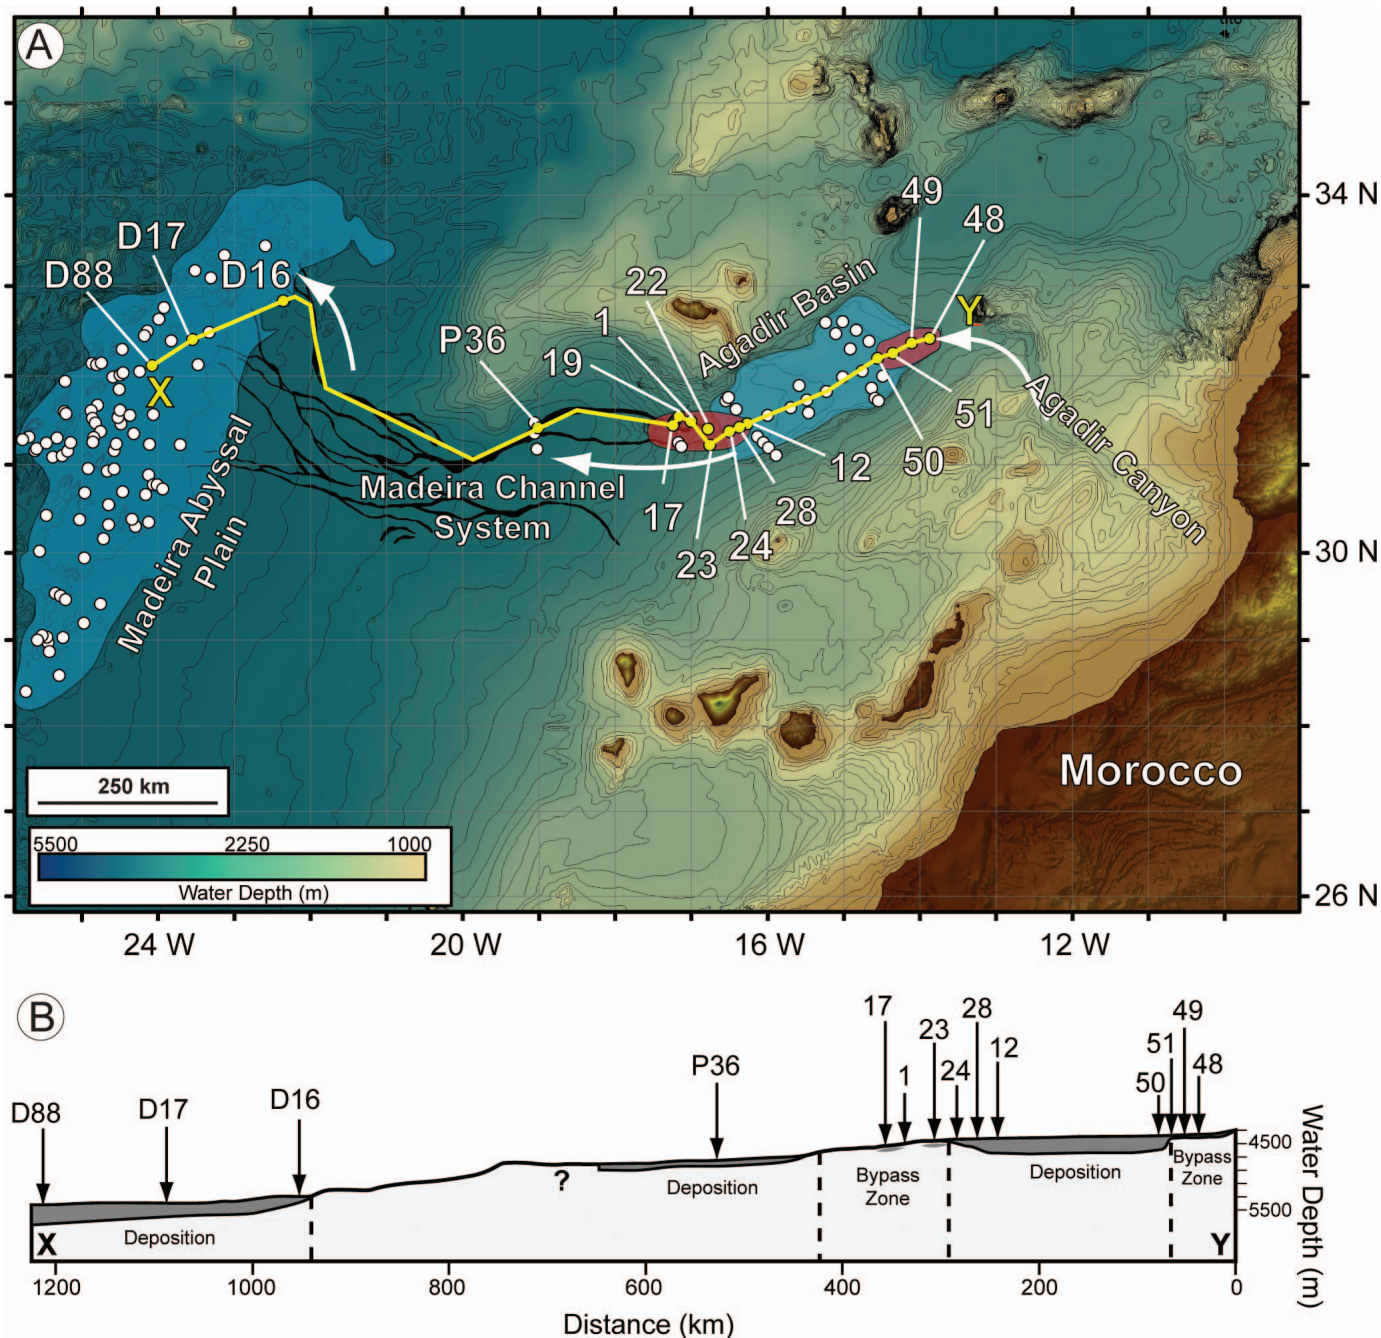 A
34 N
49
48
D17
D88
D16
22
Agadir Basin
Y
1
P36
19
X
51
Agadir Canyon
12
50
Madeira Channel
System
17
28
24
23
Madeira Abyssal
Plain
30 N
250 km
Morocco
5500
2250
1000
Water Depth (m)
26 N
24 W
20 W
16 W
12 W
B
17
28
49
23
12
51
1
24
48
P36
50
D88
D17
D16
4500
5500
Water Depth (m)
?
Deposition
Bypass
Zone
Deposition
Bypass
Zone
X
Deposition
Y
1200
1000
800
600
400
200
0
Distance (km)